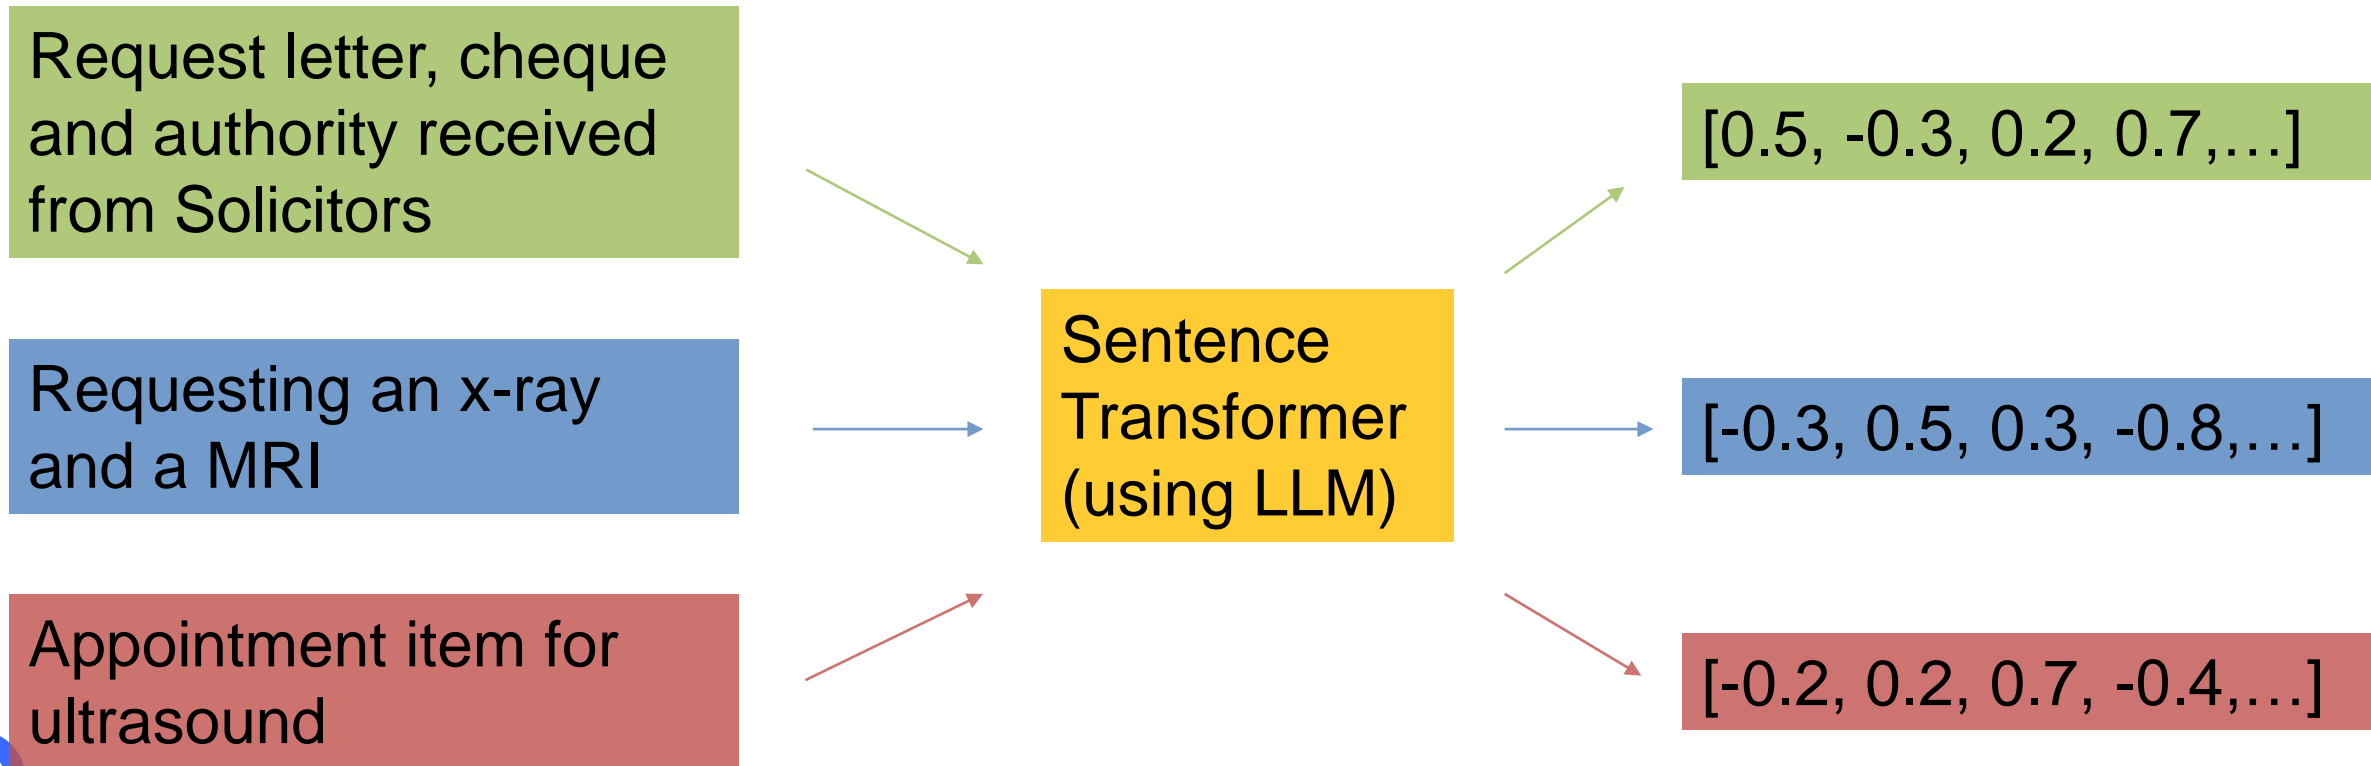 Request letter, cheque
and authority received
from Solicitors
[0.5, -0.3, 0.2, 0.7,…]
Sentence
Transformer
(using LLM)
Requesting an x-ray
and a MRI
[-0.3, 0.5, 0.3, -0.8,…]
Appointment item for
ultrasound
[-0.2, 0.2, 0.7, -0.4,…]